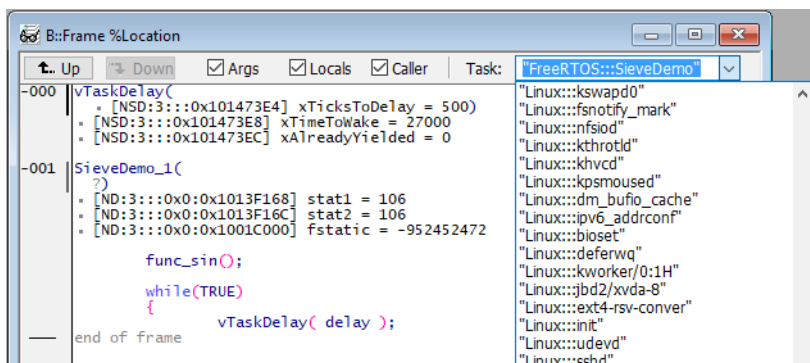 B::Frame %Location
Up Down Args Locals Caller Task: "FreeRTOS:::SieveDemo"
-000 vTaskDelay(
[NSD:3:::0x101473E4] xTicksToDelay = 500)
[NSD:3:::0x101473E8] xTimeToWake = 27000
[NSD:3:::0x101473EC] xAlreadyYielded = 0
-001 SieveDemo_1(
?)
[ND:3:::0x0:0x1013F168] stat1 = 106
[ND:3:::0x0:0x1013F16C] stat2 = 106
[ND:3:::0x0:0x1001C000] fstatic = -952452472
func_sin();
while(TRUE)
{
vTaskDelay( delay );
end of frame
"Linux:::kswapd0"
"Linux:::fsnotify_mark"
"Linux:::nfsiod"
"Linux:::kthrotld"
"Linux:::khvcd"
"Linux:::kpsmoused"
"Linux:::dm_bufio_cache"
"Linux:::ipv6_addrconf"
"Linux:::bioset"
"Linux:::deferwq"
"Linux:::kworker/0:1H"
"Linux:::jbd2/xvda-8"
"Linux:::ext4-rsv-conver"
"Linux:::init"
"Linux:::udevd"
"Linux:::sshd"